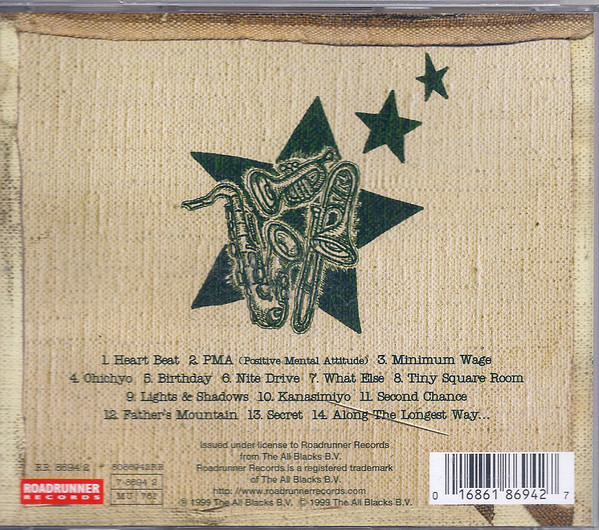 1. Heart Beat 2. PMA (Positive Mental Attitude) 3. Minimum Wage
4. Ohichyo 5. Birthday 6. Nite Drive 7. What Else 8. Tiny Square Room
9. Lights & Shadows 10. Kanasimiyo 11. Second Chance
12. Father's Mountain 13. Secret 14. Along The Longest Way...
Issued under license to Roadrunner Records
from The All Blacks B.V.
Roadrunner Records is a registered trademark
of The All Blacks B.V.
http://www.roadrunnerrecords.com
℗ 1999 The All Blacks B.V. © 1999 The All Blacks B.V.
RR 8694 2
7-8694 2
MU 762
ROADRUNNER
RECORDS
0 16861 86942 7